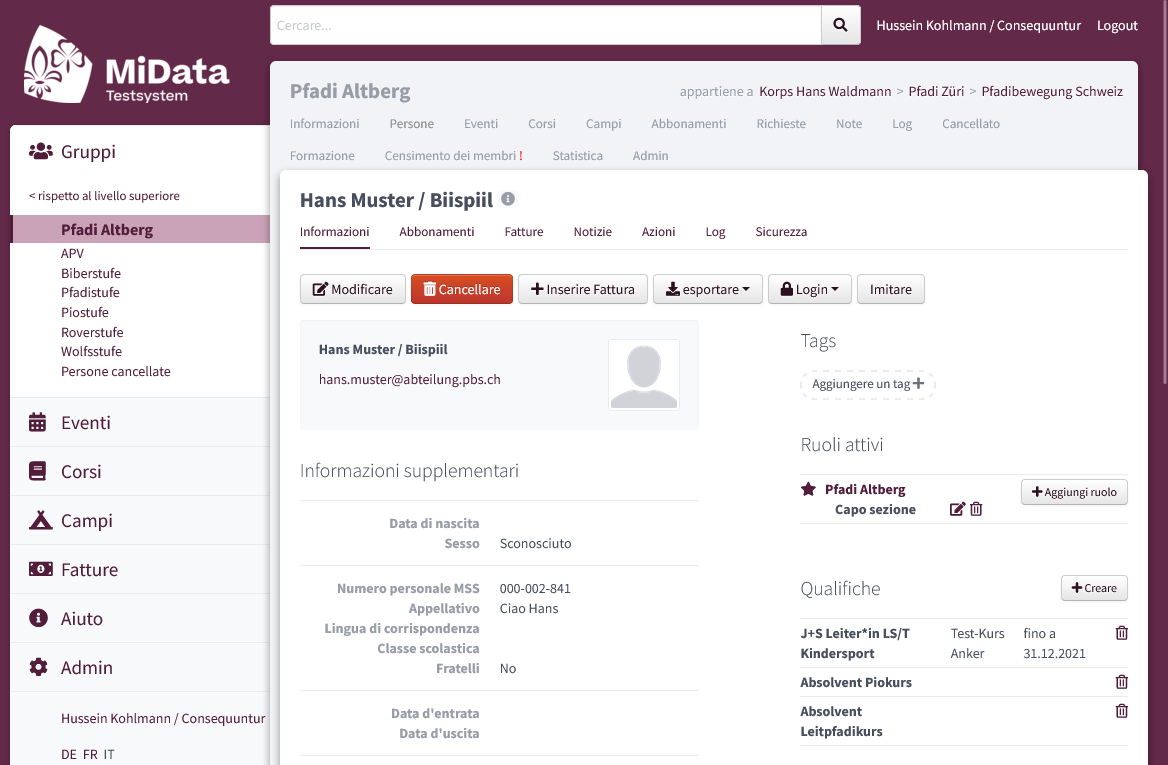 Cercare...
Hussein Kohlmann / Consequuntur Logout
MiData
Testsystem
Gruppi
< rispetto al livello superiore
Pfadi Altberg
APV
Biberstufe
Pfadistufe
Piostufe
Roverstufe
Wolfsstufe
Persone cancellate
Eventi
Corsi
Campi
Fatture
Aiuto
Admin
Hussein Kohlmann / Consequuntur
DE FR IT
Pfadi Altberg
appartiene a Korps Hans Waldmann > Pfadi Züri > Pfadibewegung Schweiz
Informazioni Persone Eventi Corsi Campi Abbonamenti Richieste Note Log Cancellato
Formazione Censimento dei membri ! Statistica Admin
Hans Muster / Biispiil
Informazioni Abbonamenti Fatture Notizie Azioni Log Sicurezza
Modificare Cancellare Inserire Fattura esportare Login Imitare
Hans Muster / Biispiil
hans.muster@abteilung.pbs.ch
Informazioni supplementari
Data di nascita
Sesso Sconosciuto
Numero personale MSS 000-002-841
Appellativo Ciao Hans
Lingua di corrispondenza
Classe scolastica
Fratelli No
Data d'entrata
Data d'uscita
Tags
Aggiungere un tag
Ruoli attivi
Pfadi Altberg
Capo sezione
Aggiungi ruolo
Qualifiche
Creare
J+S Leiter*in LS/T Test-Kurs fino a
Kindersport Anker 31.12.2021
Absolvent Piokurs
Absolvent
Leitpfadikurs